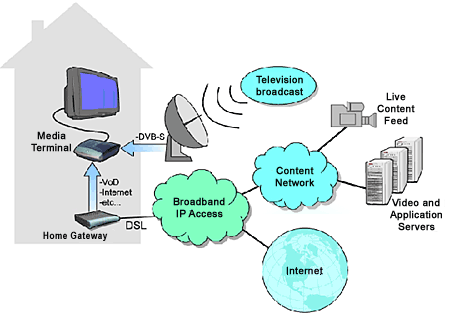 Television
broadcast
Live
Content
Feed
Media
Terminal
-DVB-S
Content
Network
-VoD
-Internet
-etc...
Broadband
IP Access
Video and
Application
Servers
DSL
Home Gateway
Internet